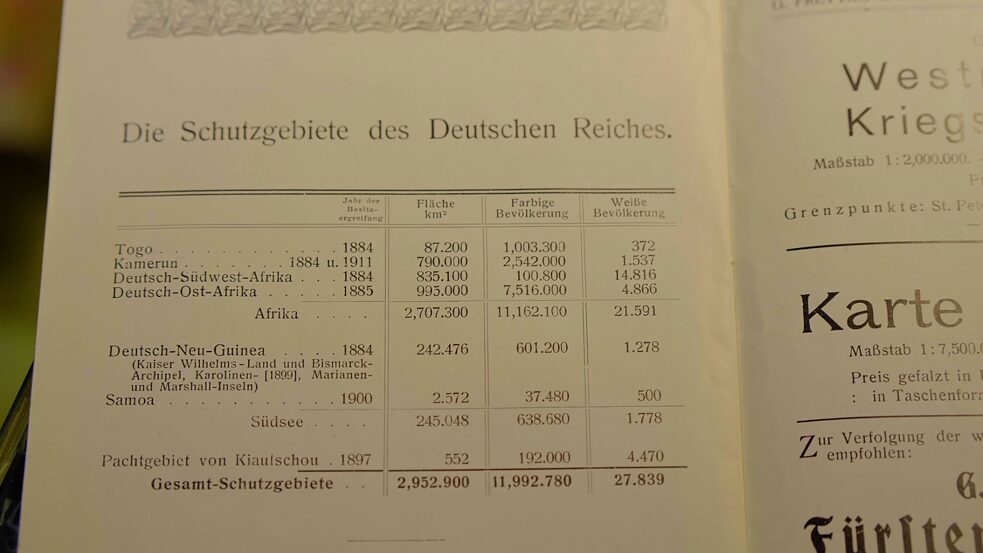 Die Schutzgebiete des Deutschen Reiches.
Jahr der Besitz-ergreifung Fläche km² Farbige Bevölkerung Weiße Bevölkerung
Togo . . . . . . . . . . . . . 1884 87.200 1,003.300 372
Kamerun . . . . . . . 1884 u. 1911 790.000 2,542.000 1.537
Deutsch-Südwest-Afrika . . . 1884 835.100 100.800 14.816
Deutsch-Ost-Afrika . . . . . 1885 995.000 7,516.000 4.866
Afrika . . . . 2,707.300 11,162.100 21.591
Deutsch-Neu-Guinea . . . . 1884 242.476 601.200 1.278
(Kaiser Wilhelms-Land und Bismarck-
Archipel, Karolinen- [1899], Marianen-
und Marshall-Inseln)
Samoa . . . . . . . . . . . 1900 2.572 37.480 500
Südsee . . . . 245.048 638.680 1.778
Pachtgebiet von Kiautschou . 1897 552 192.000 4.470
Gesamt-Schutzgebiete . . 2,952.900 11,992.780 27.839
G.
West
Kriegs
Maßstab 1:2,000.000.
Grenzpunkte: St. Pet
Karte
Maßstab 1:7,500.
Preis gefalzt in
: in Taschenfor
Zur Verfolgung der w
empfohlen:
G.
Fürsten